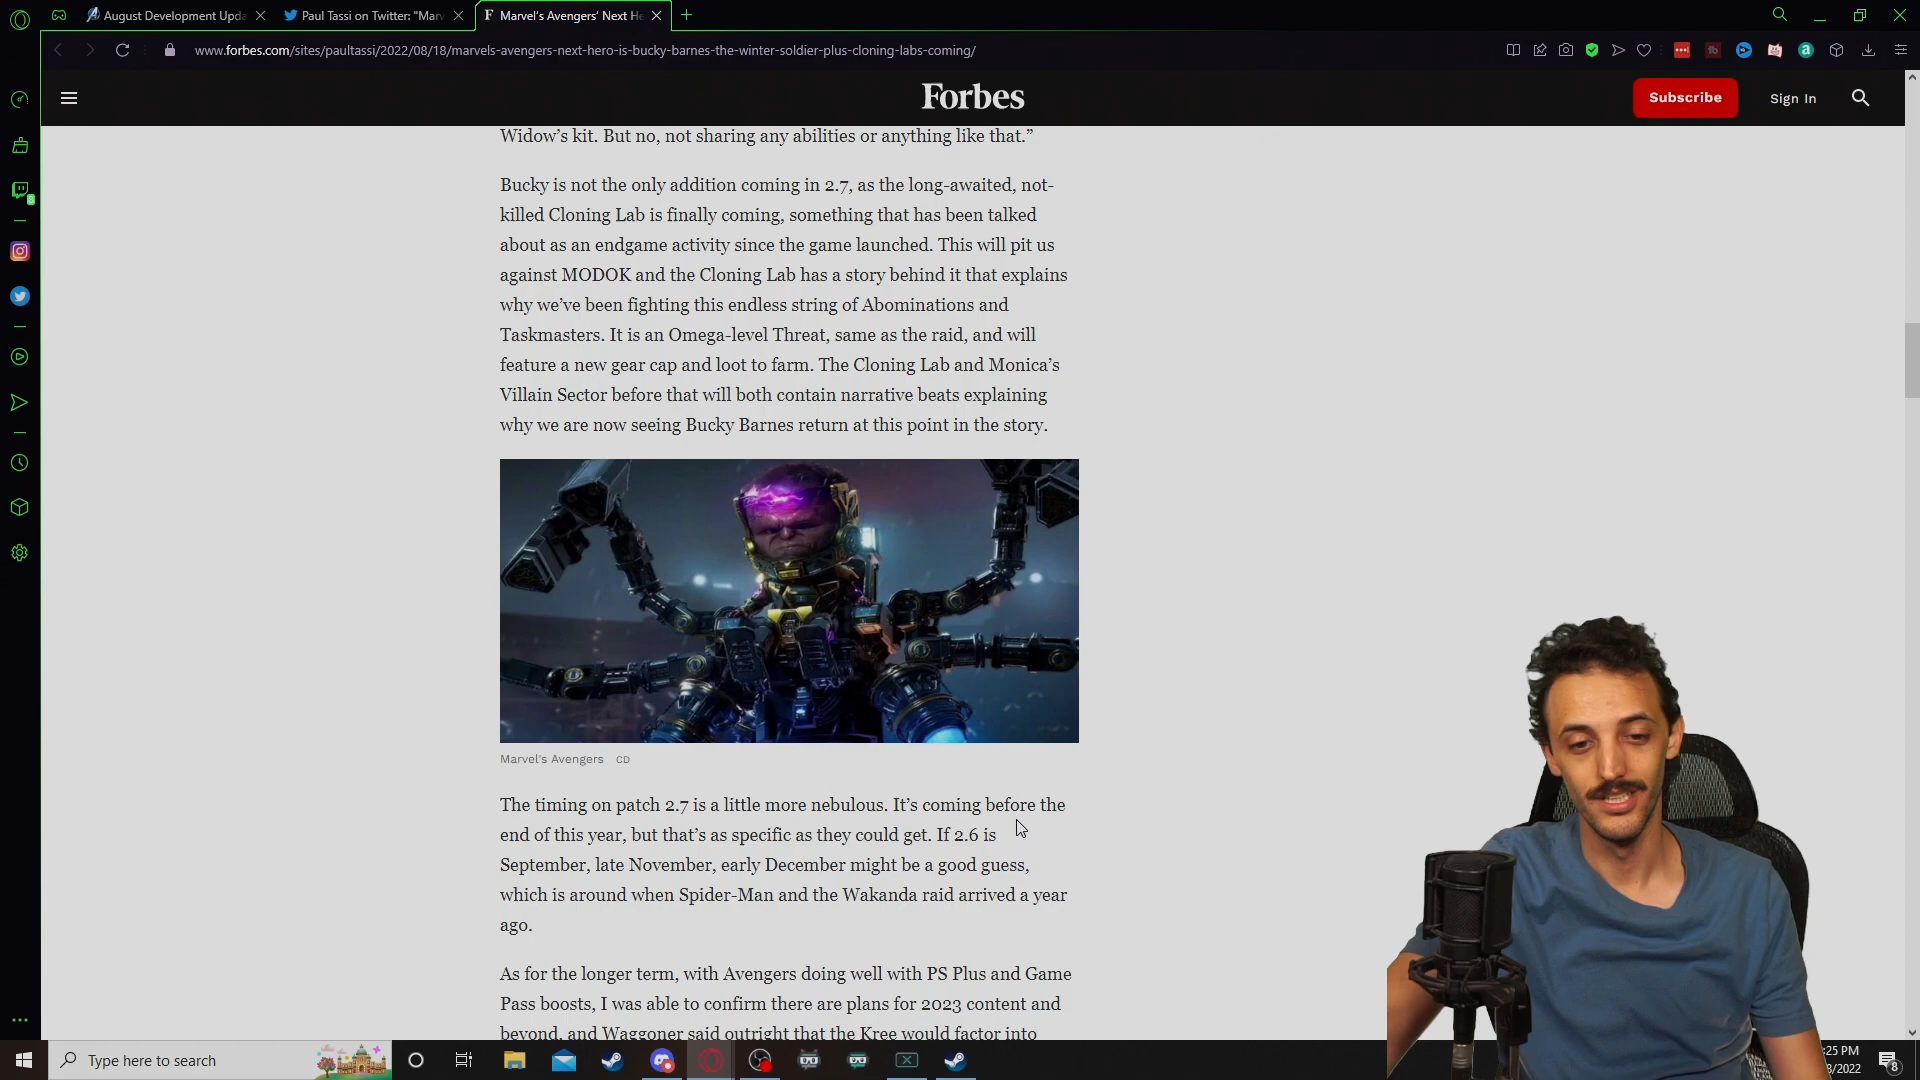 August Development Upda
Paul Tassi on Twitter: "Marv
F Marvel's Avengers' Next He
www.forbes.com/sites/paultassi/2022/08/18/marvels-avengers-next-hero-is-bucky-barnes-the-winter-soldier-plus-cloning-labs-coming/
Forbes
Subscribe
Sign In
Widow's kit. But no, not sharing any abilities or anything like that.”
Bucky is not the only addition coming in 2.7, as the long-awaited, not-
killed Cloning Lab is finally coming, something that has been talked
about as an endgame activity since the game launched. This will pit us
against MODOK and the Cloning Lab has a story behind it that explains
why we've been fighting this endless string of Abominations and
Taskmasters. It is an Omega-level Threat, same as the raid, and will
feature a new gear cap and loot to farm. The Cloning Lab and Monica's
Villain Sector before that will both contain narrative beats explaining
why we are now seeing Bucky Barnes return at this point in the story.
Marvel's Avengers CD
The timing on patch 2.7 is a little more nebulous. It's coming before the
end of this year, but that's as specific as they could get. If 2.6 is
September, late November, early December might be a good guess,
which is around when Spider-Man and the Wakanda raid arrived a year
ago.
As for the longer term, with Avengers doing well with PS Plus and Game
Pass boosts, I was able to confirm there are plans for 2023 content and
beyond, and Waggoner said outright that the Kree would factor into
Type here to search
:25 PM
8/2022
8